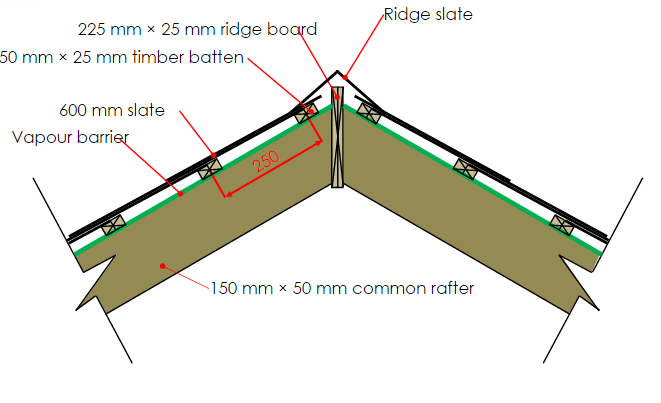 Ridge slate
225 mm × 25 mm ridge board
50 mm × 25 mm timber batten
600 mm slate
Vapour barrier
250
150 mm × 50 mm common rafter